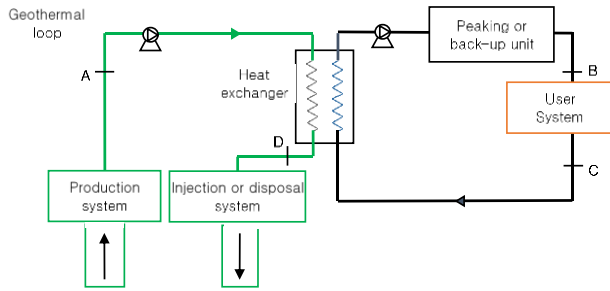 Geothermal
loop
A
Heat
exchanger
D
Production
system
Injection or disposal
system
Peaking or
back-up unit
B
User
System
C